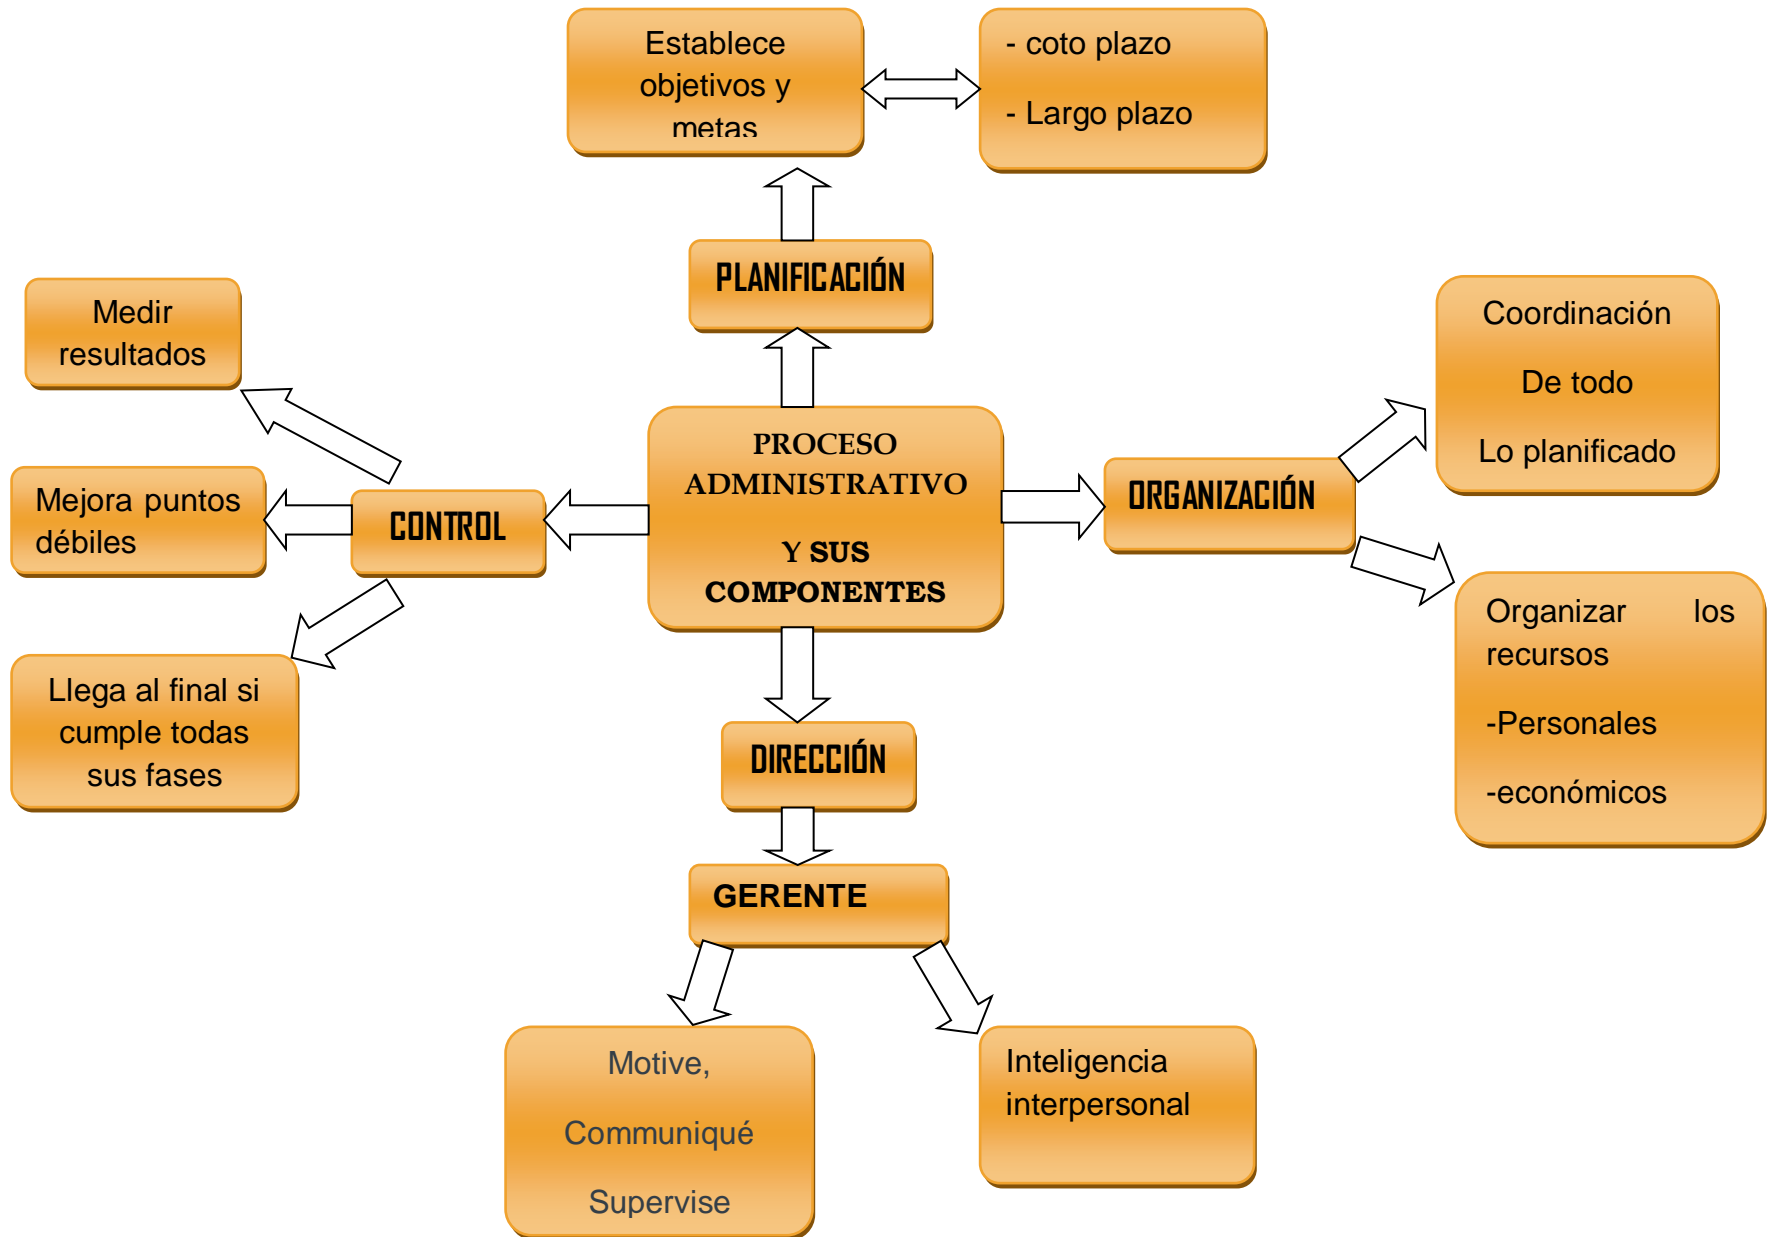 Establece
objetivos y
metas
- coto plazo
- Largo plazo
PLANIFICACIÓN
Medir
resultados
Coordinación
De todo
Lo planificado
PROCESO
ADMINISTRATIVO
Y SUS
COMPONENTES
ORGANIZACIÓN
Mejora puntos
débiles
CONTROL
Organizar los
recursos
-Personales
-económicos
Llega al final si
cumple todas
sus fases
DIRECCIÓN
GERENTE
Motive,
Communiqué
Supervise
Inteligencia
interpersonal